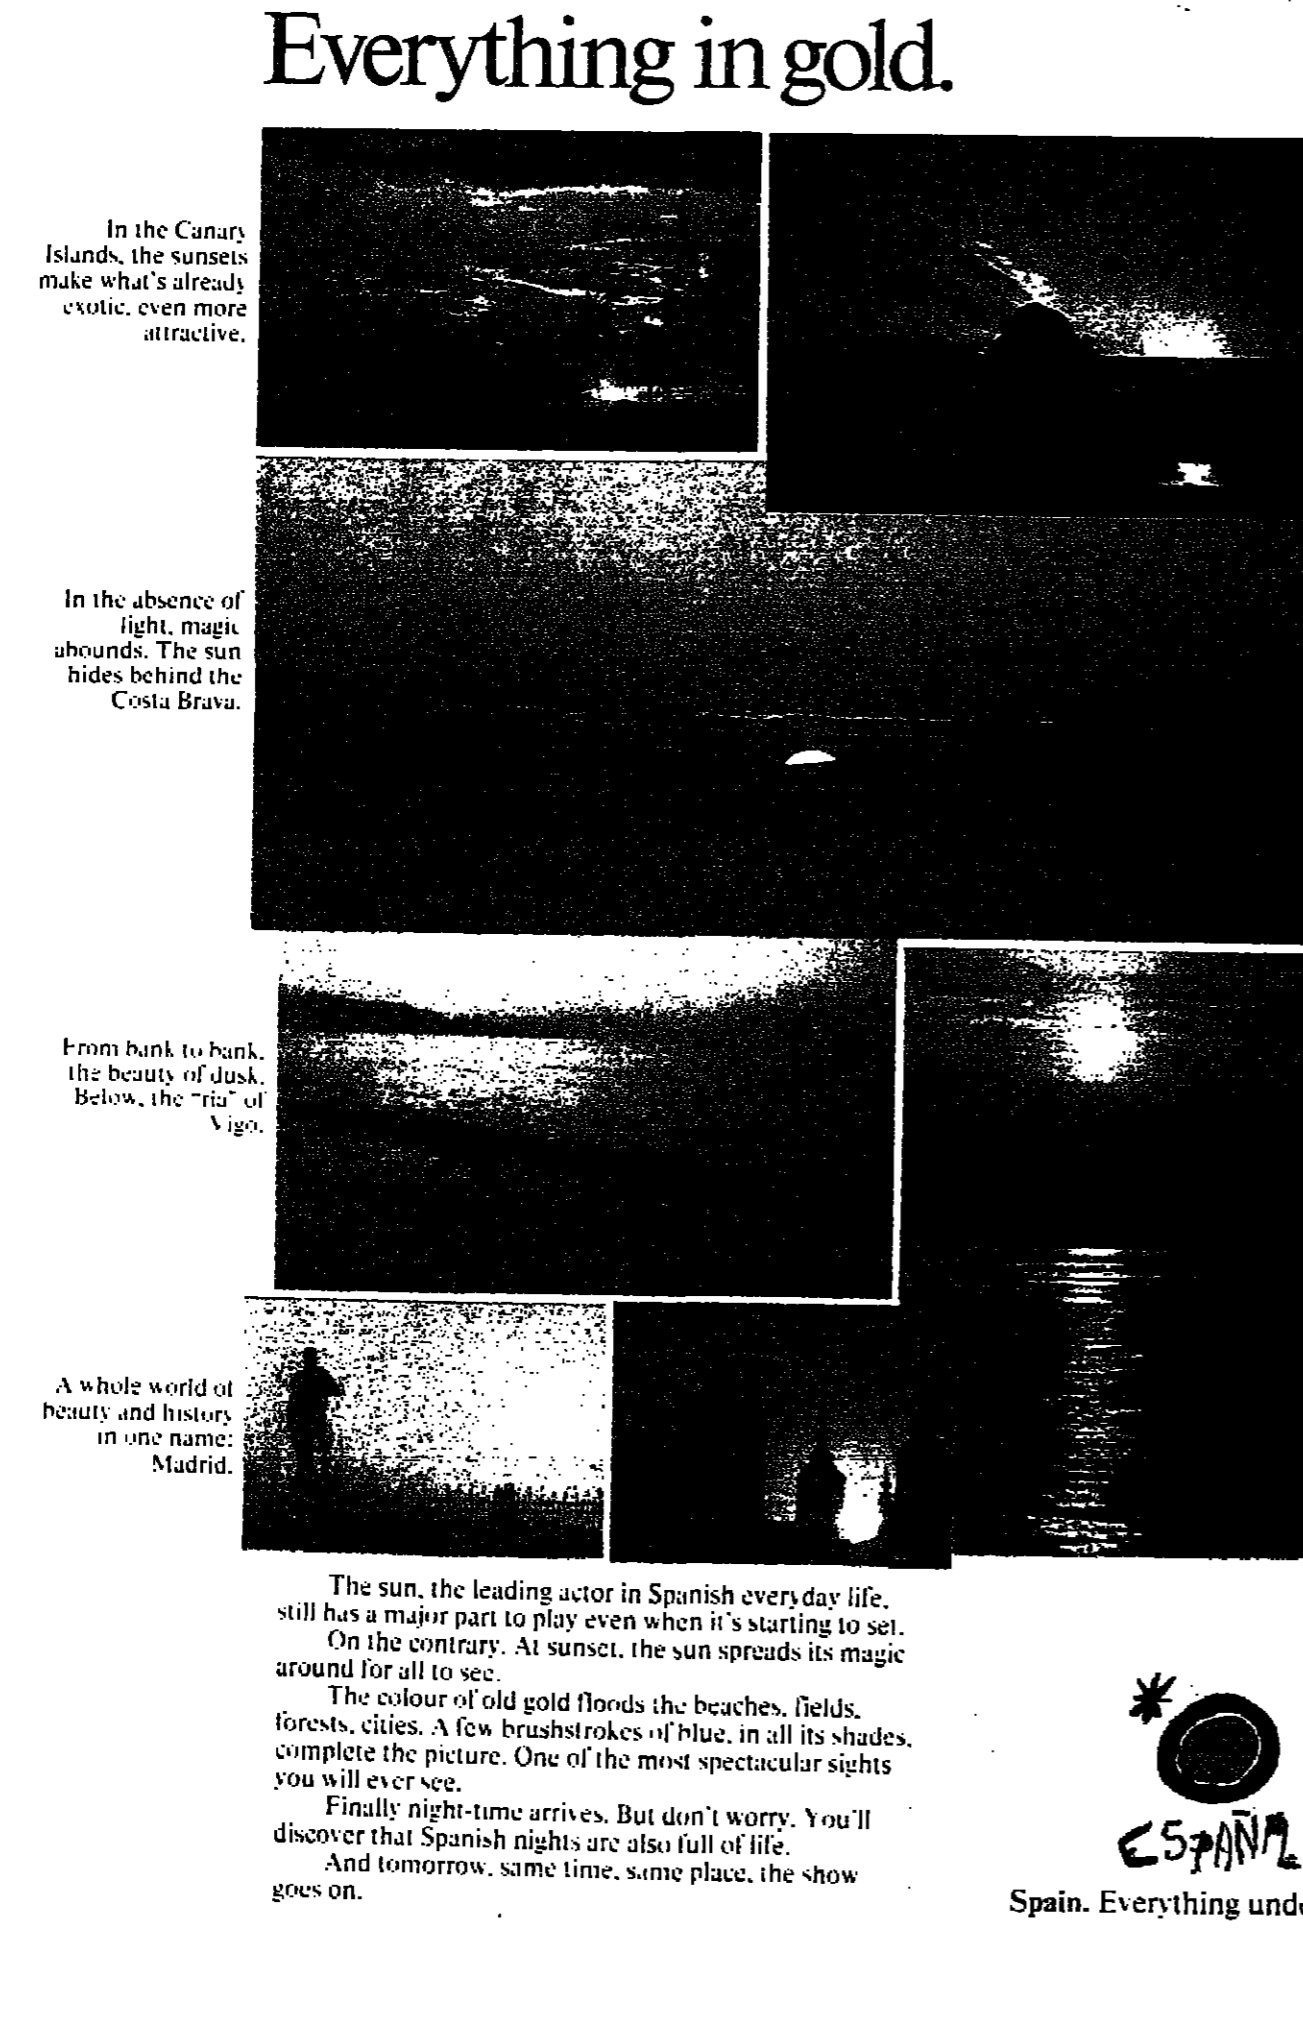 Everything in gold.
In the Canary
Islands, the sunsets
make what's already
exotic, even more
attractive.
In the absence of
light, magic
abounds. The sun
hides behind the
Costa Brava.
From bank to bank,
the beauty of dusk.
Below, the "ria" of
Vigo.
A whole world of
beauty and history
in one name:
Madrid.
The sun, the leading actor in Spanish everyday life,
still has a major part to play even when it's starting to set.
On the contrary. At sunset, the sun spreads its magic
around for all to see.
The colour of old gold floods the beaches, fields,
forests, cities. A few brushstrokes of blue, in all its shades,
complete the picture. One of the most spectacular sights
you will ever see.
Finally night-time arrives. But don't worry. You'll
discover that Spanish nights are also full of life.
And tomorrow, same time, same place, the show
goes on.
ESPAÑA.
Spain. Everything unde